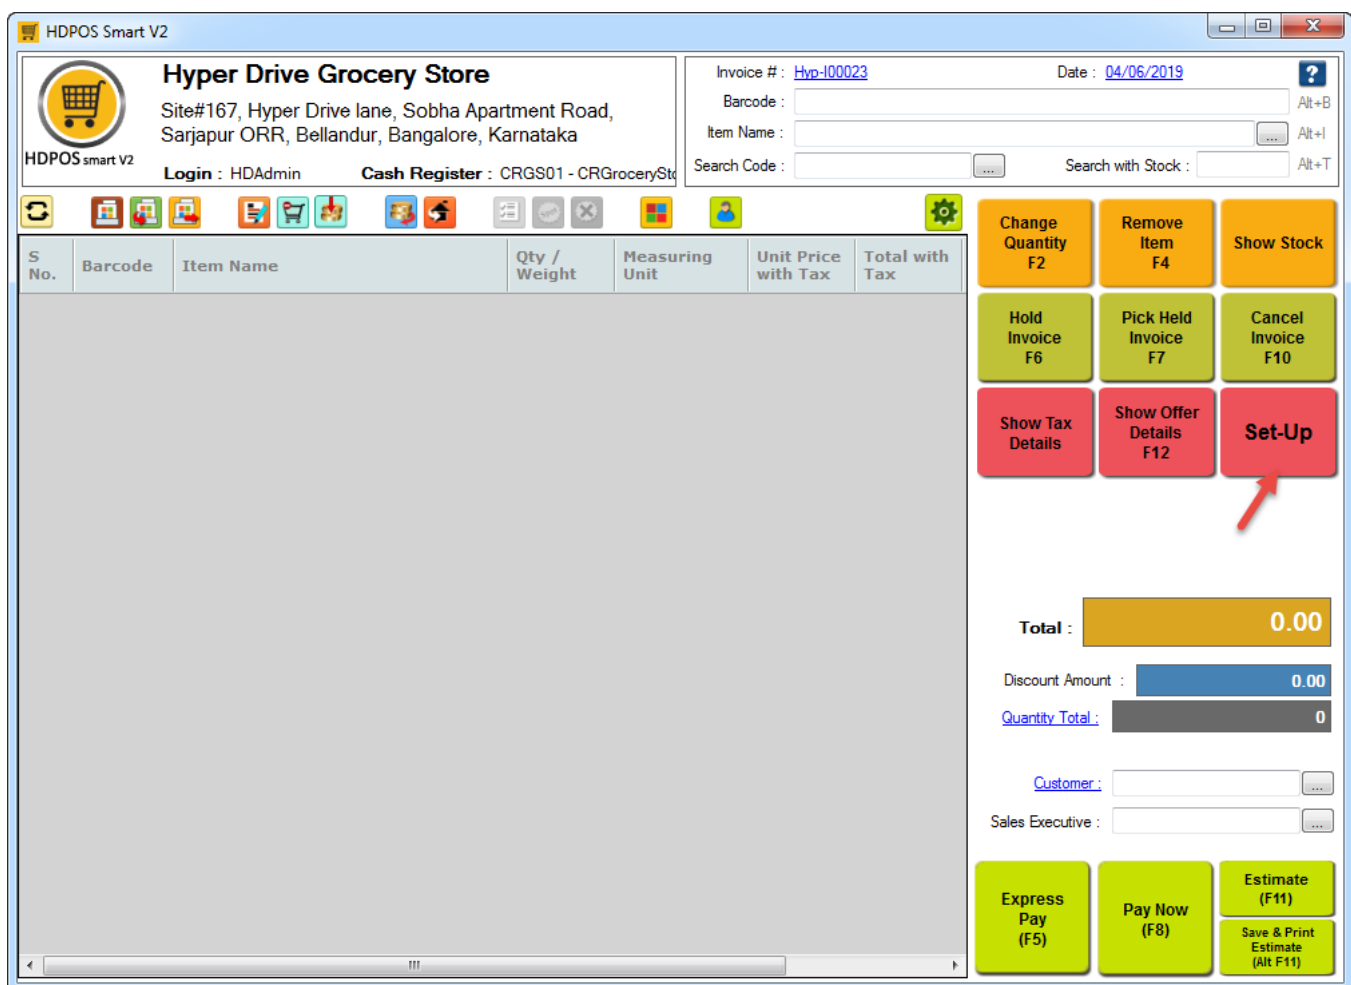 HDPOS Smart V2
Hyper Drive Grocery Store
Site#167, Hyper Drive lane, Sobha Apartment Road,
Sarjapur ORR, Bellandur, Bangalore, Karnataka
HDPOS smart V2
Login : HDAdmin Cash Register : CRGS01 - CRGrocerySto
Invoice # : Hyp-I00023 Date : 04/06/2019 ?
Barcode : Alt+B
Item Name : ... Alt+I
Search Code : ... Search with Stock : Alt+T
S No.
Barcode
Item Name
Qty / Weight
Measuring Unit
Unit Price with Tax
Total with Tax
Change
Quantity
F2
Remove
Item
F4
Show Stock
Hold
Invoice
F6
Pick Held
Invoice
F7
Cancel
Invoice
F10
Show Tax
Details
Show Offer
Details
F12
Set-Up
Total : 0.00
Discount Amount : 0.00
Quantity Total : 0
Customer : ...
Sales Executive : ...
Express
Pay
(F5)
Pay Now
(F8)
Estimate
(F11)
Save & Print
Estimate
(Alt F11)